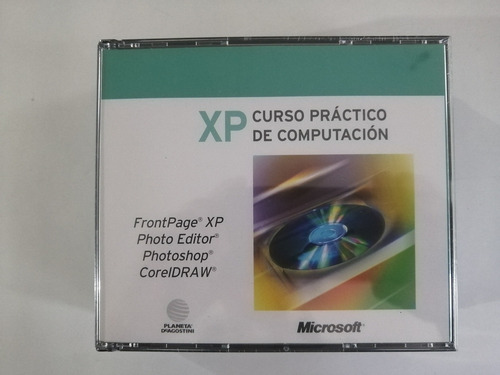 XP CURSO PRÁCTICO
DE COMPUTACIÓN
FrontPage® XP
Photo Editor®
Photoshop®
CorelDRAW®
PLANETA
DeAGOSTINI
Microsoft®